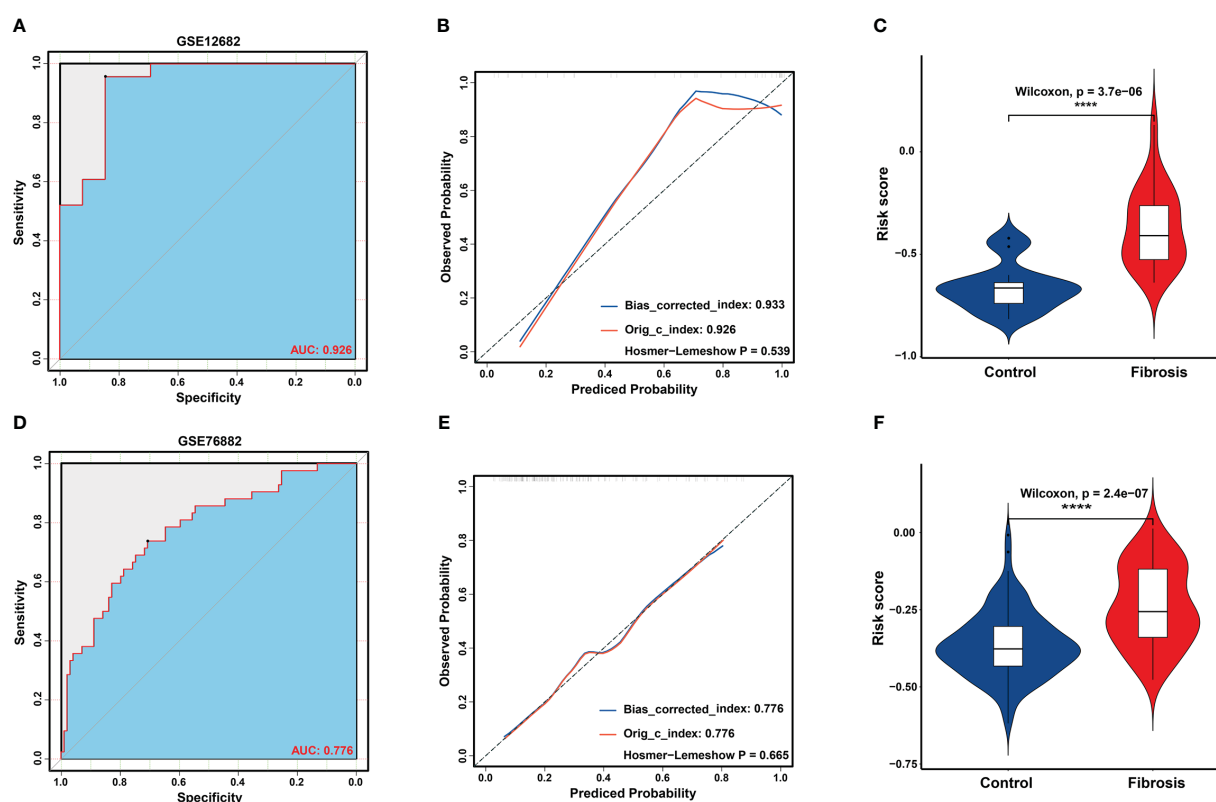 A
GSE12682
Sensitivity
0.0
0.2
0.4
0.6
0.8
1.0
AUC: 0.926
1.0 0.8 0.6 0.4 0.2 0.0
Specificity
B
Observed Probability
0.0
0.2
0.4
0.6
0.8
1.0
Bias_corrected_index: 0.933
Orig_c_index: 0.926
Hosmer-Lemeshow P = 0.539
0.0 0.2 0.4 0.6 0.8 1.0
Prediced Probability
C
Wilcoxon, p = 3.7e−06
****
Risk score
0.0
−0.5
−1.0
Control Fibrosis
D
GSE76882
Sensitivity
0.0
0.2
0.4
0.6
0.8
1.0
AUC: 0.776
1.0 0.8 0.6 0.4 0.2 0.0
Specificity
E
Observed Probability
0.0
0.2
0.4
0.6
0.8
1.0
Bias_corrected_index: 0.776
Orig_c_index: 0.776
Hosmer-Lemeshow P = 0.665
0.0 0.2 0.4 0.6 0.8 1.0
Prediced Probability
F
Wilcoxon, p = 2.4e−07
****
Risk score
0.00
−0.25
−0.50
−0.75
Control Fibrosis